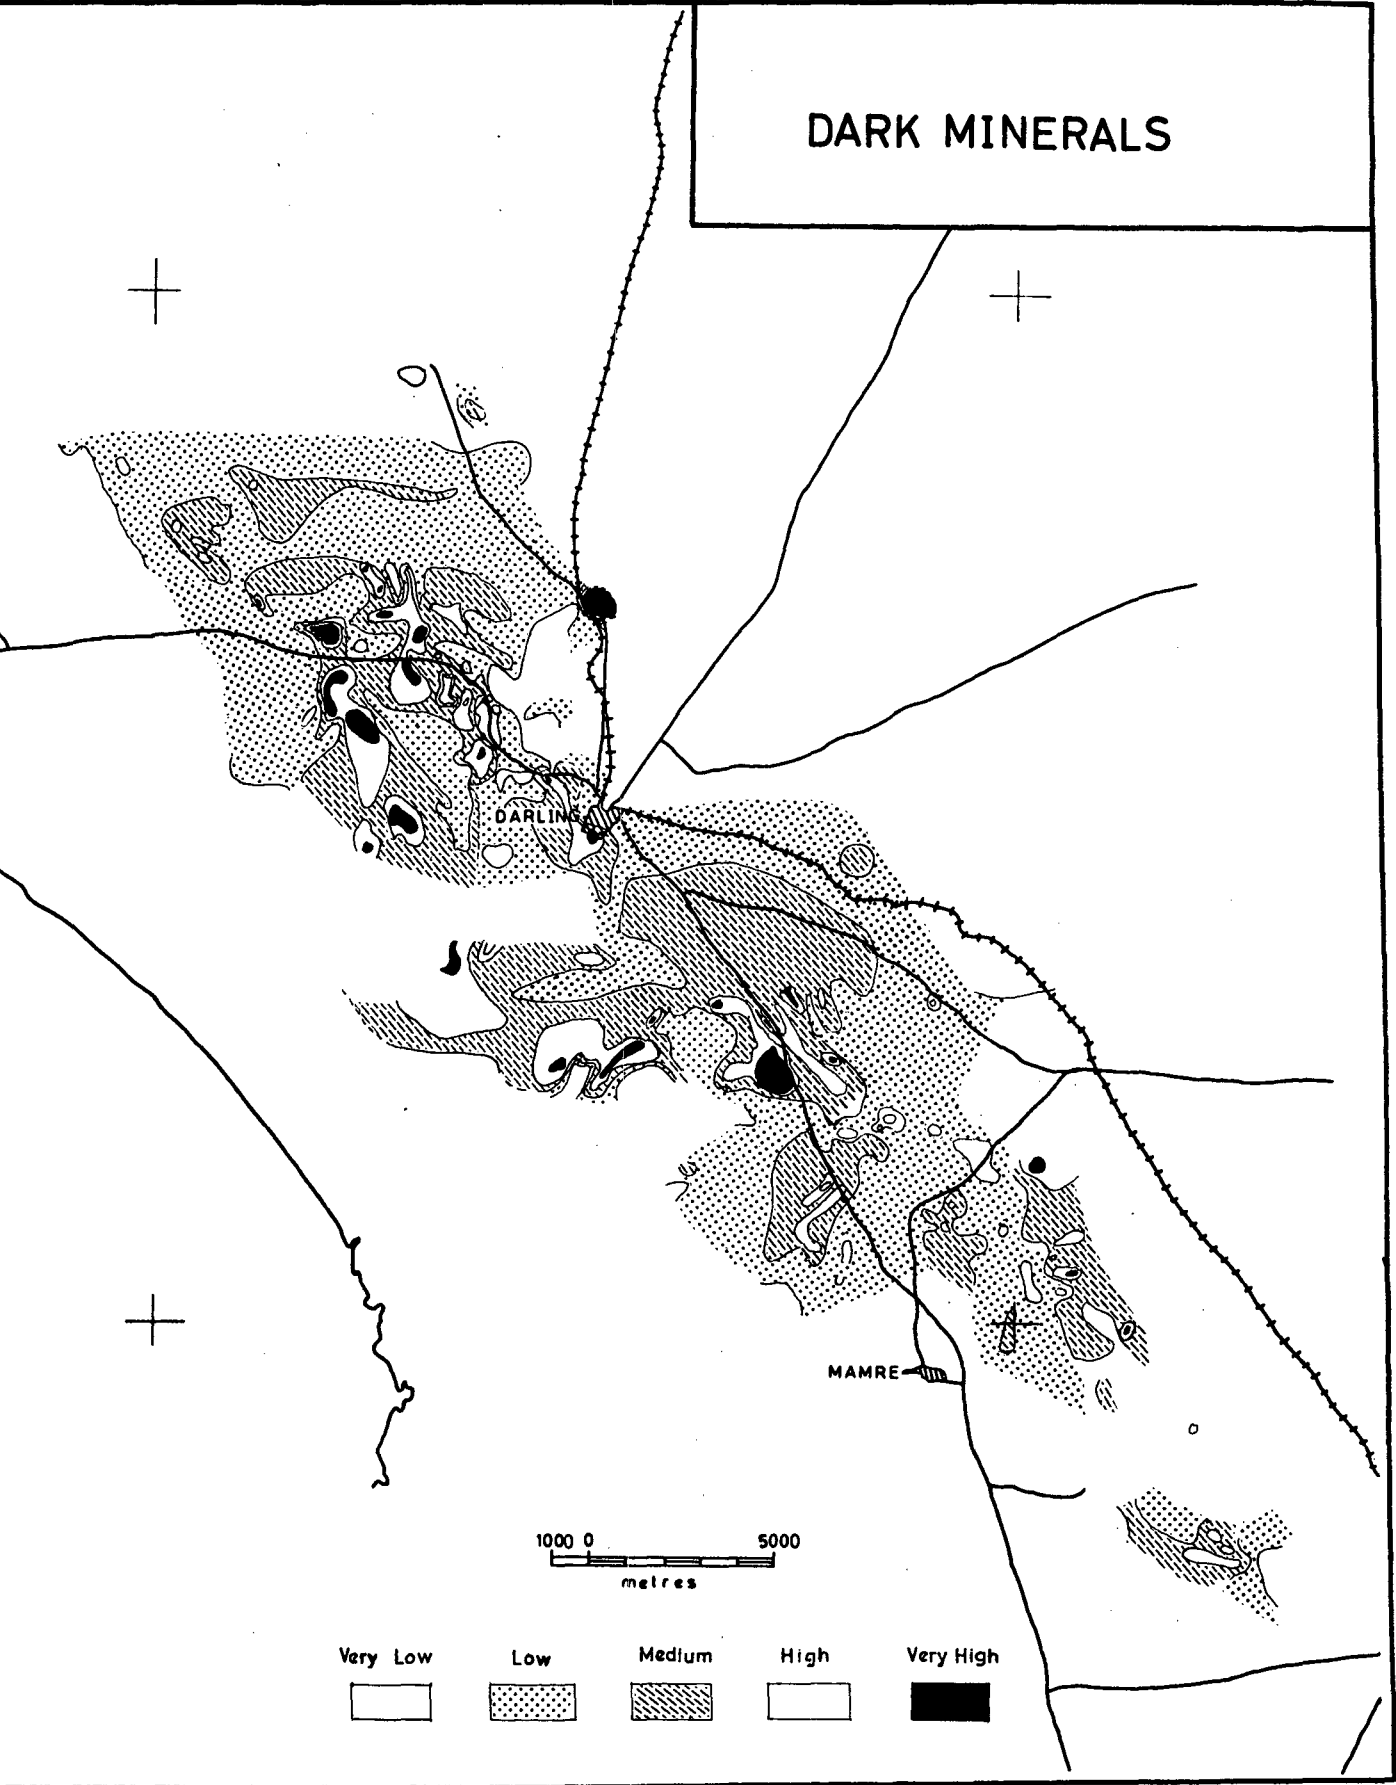 DARK MINERALS
DARLING
MAMRE
1000 0 5000
metres
Very Low Low Medium High Very High